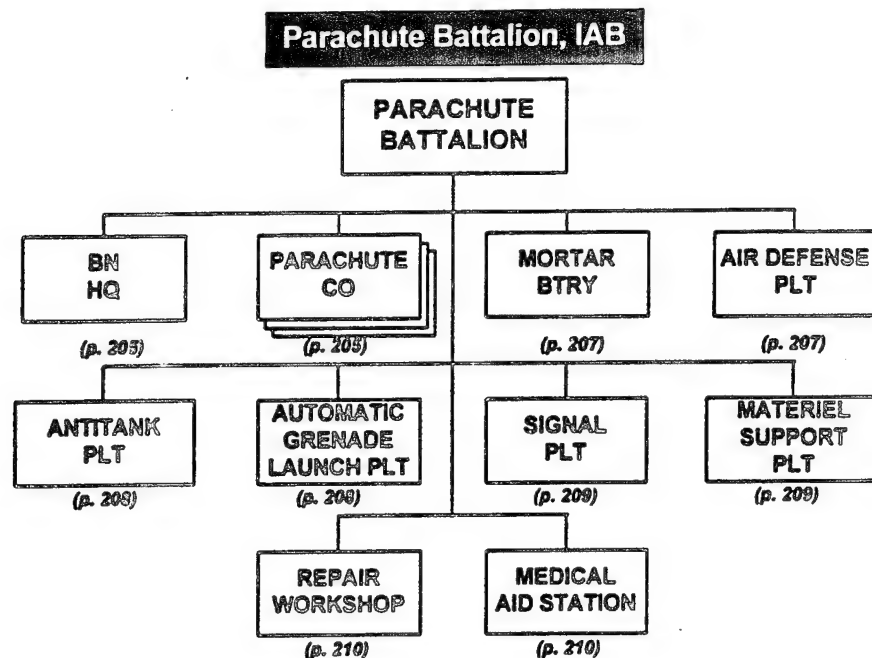 Parachute Battalion, IAB
PARACHUTE
BATTALION
BN
HQ
(p. 205)
PARACHUTE
CO
(p. 205)
MORTAR
BTRY
(p. 207)
AIR DEFENSE
PLT
(p. 207)
ANTITANK
PLT
(p. 208)
AUTOMATIC
GRENADE
LAUNCH PLT
(p. 208)
SIGNAL
PLT
(p. 209)
MATERIEL
SUPPORT
PLT
(p. 209)
REPAIR
WORKSHOP
(p. 210)
MEDICAL
AID STATION
(p. 210)